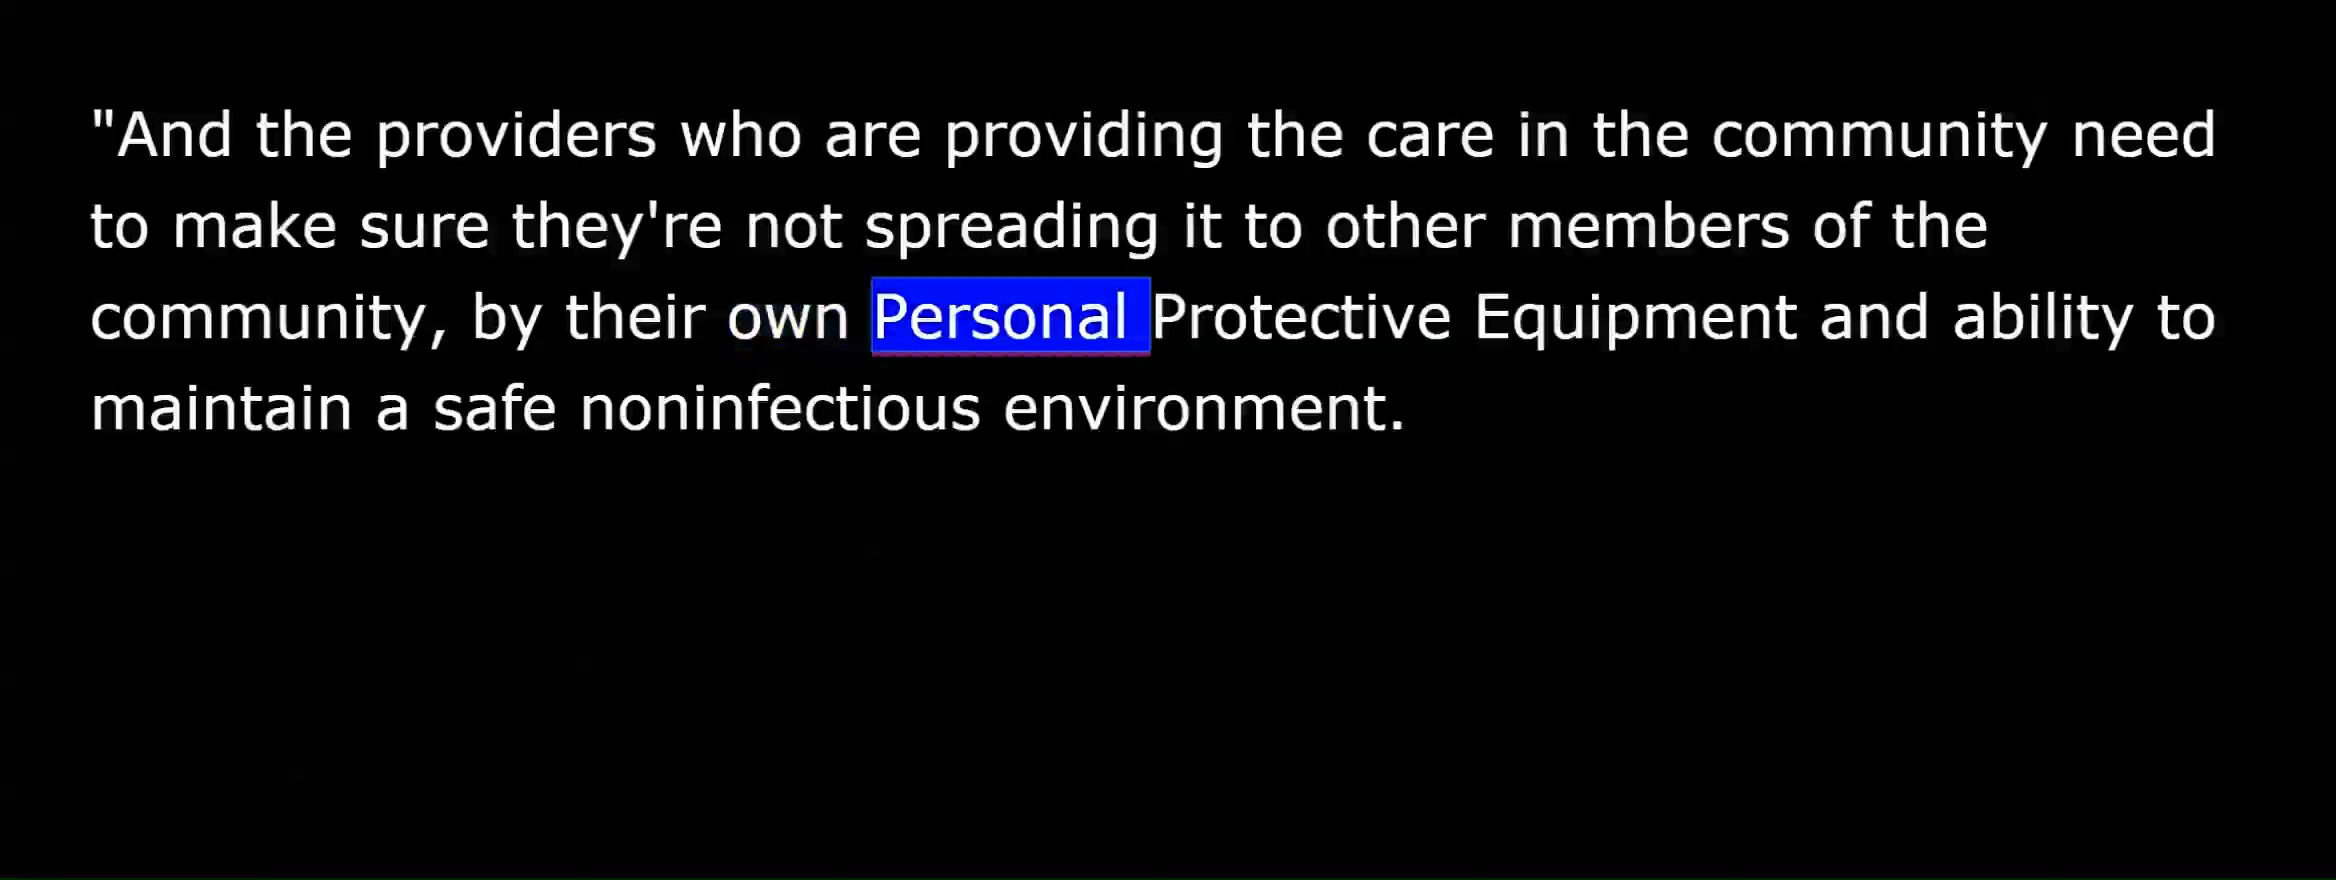 "And the providers who are providing the care in the community need
to make sure they're not spreading it to other members of the
community, by their own Personal Protective Equipment and ability to
maintain a safe noninfectious environment.